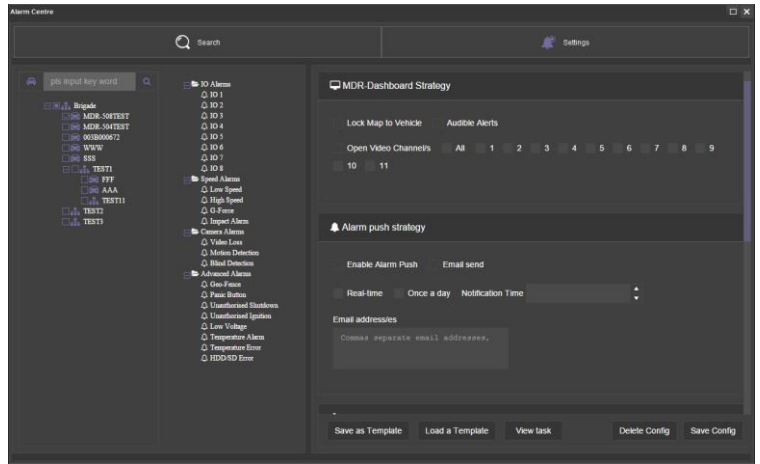 Alarm Centre
Search
Settings
pls input key word
Brigade
MDR-508TEST
MDR-504TEST
003B000672
WWW
SSS
TEST1
FFF
AAA
TEST11
TEST2
TEST3
IO Alarms
IO 1
IO 2
IO 3
IO 4
IO 5
IO 6
IO 7
IO 8
Speed Alarms
Low Speed
High Speed
G-Force
Impact Alarm
Camera Alarms
Video Loss
Motion Detection
Blind Detection
Advanced Alarms
Geo-Fence
Panic Button
Unauthorised Shutdown
Unauthorised Ignition
Low Voltage
Temperature Alarm
Temperature Error
HDD/SD Error
MDR-Dashboard Strategy
Lock Map to Vehicle Audible Alerts
Open Video Channel/s All 1 2 3 4 5 6 7 8 9
10 11
Alarm push strategy
Enable Alarm Push Email send
Real-time Once a day Notification Time
Email address/es
Commas separate email addresses,
Save as Template Load a Template View task Delete Config Save Config